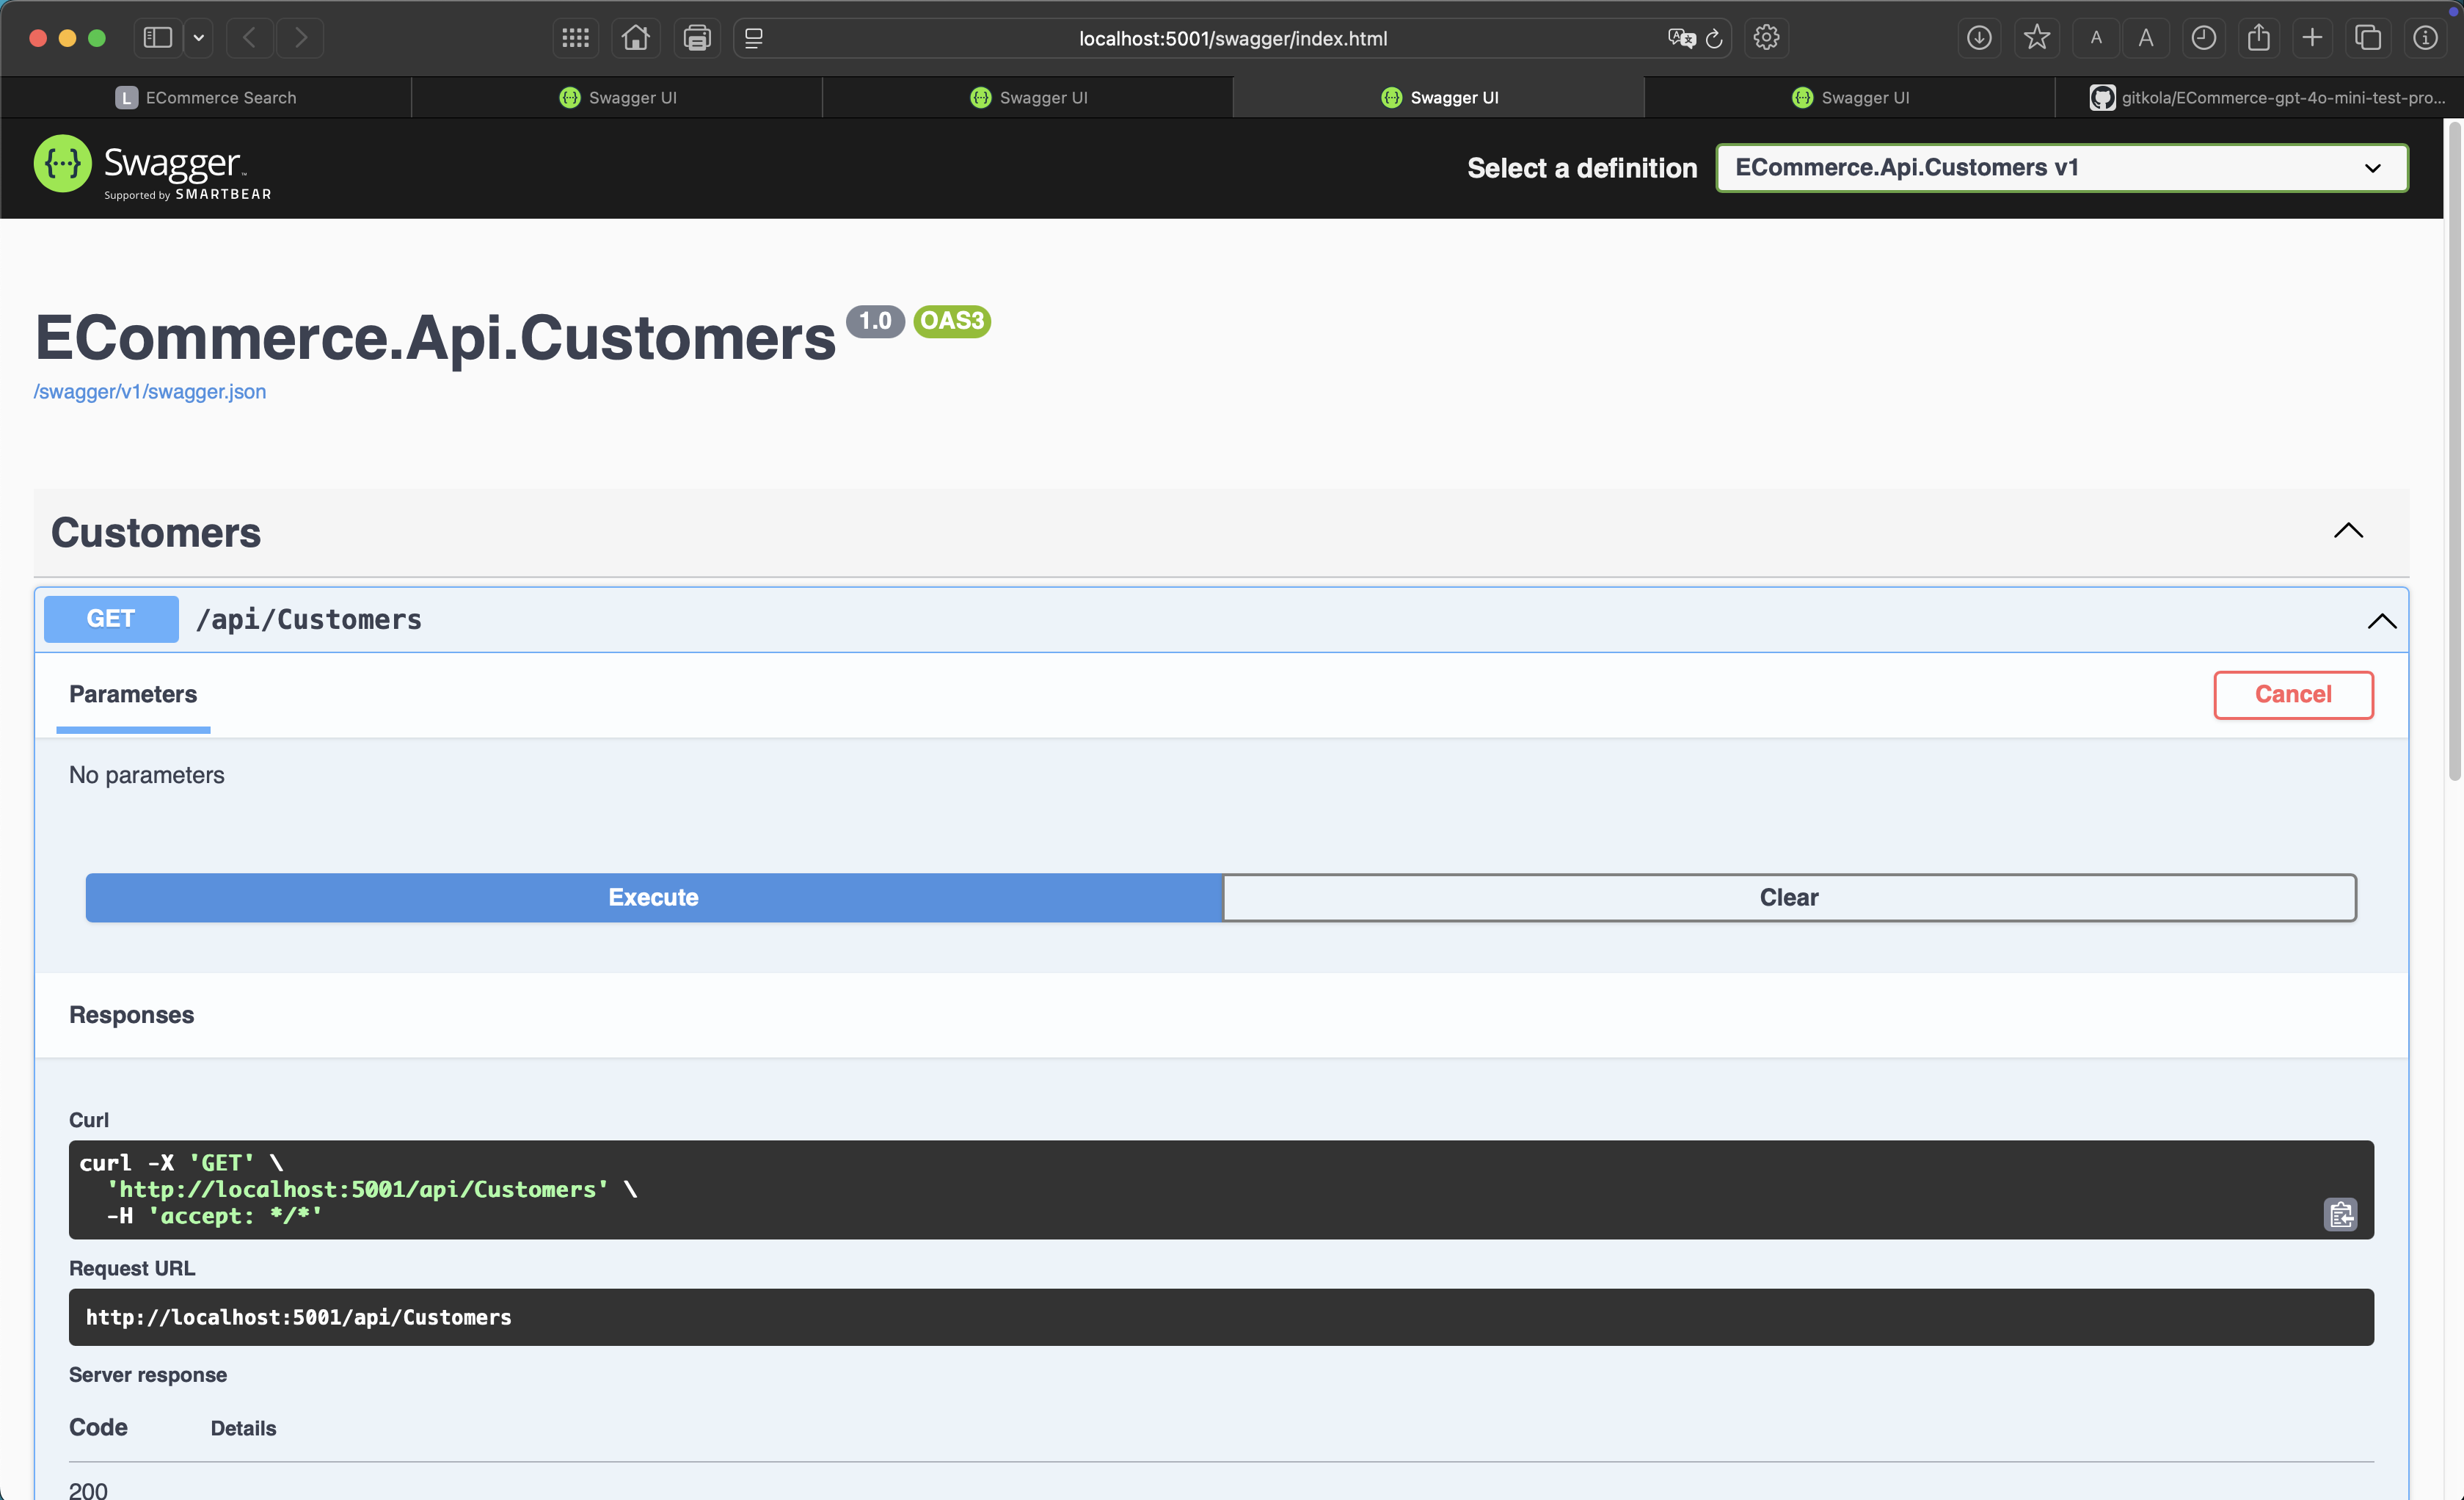 localhost:5001/swagger/index.html
A
A
L ECommerce Search
Swagger UI
Swagger UI
Swagger UI
Swagger UI
gitkola/ECommerce-gpt-4o-mini-test-pro...
{···} Swagger™
Supported by SMARTBEAR
Select a definition
ECommerce.Api.Customers v1
ECommerce.Api.Customers 1.0 OAS3
/swagger/v1/swagger.json
Customers
GET /api/Customers
Parameters
Cancel
No parameters
Execute
Clear
Responses
Curl
curl -X 'GET' \
'http://localhost:5001/api/Customers' \
-H 'accept: */*'
Request URL
http://localhost:5001/api/Customers
Server response
Code Details
200